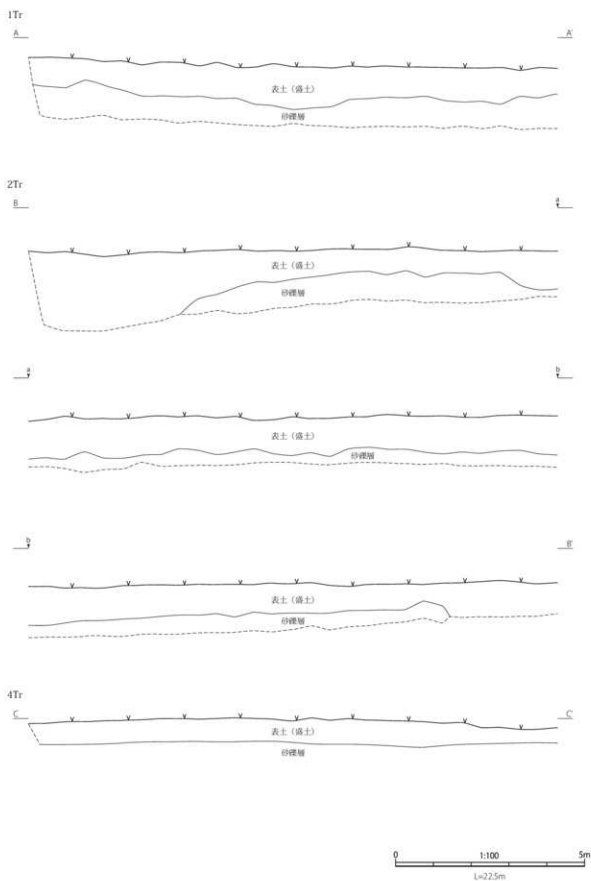 1Tr
A A'
表土（盛土）
砂礫層
2Tr
B a
表土（盛土）
砂礫層
a b
表土（盛土）
砂礫層
b B'
表土（盛土）
砂礫層
4Tr
C C'
表土（盛土）
砂礫層
0 1:100 5m
L=22.5m